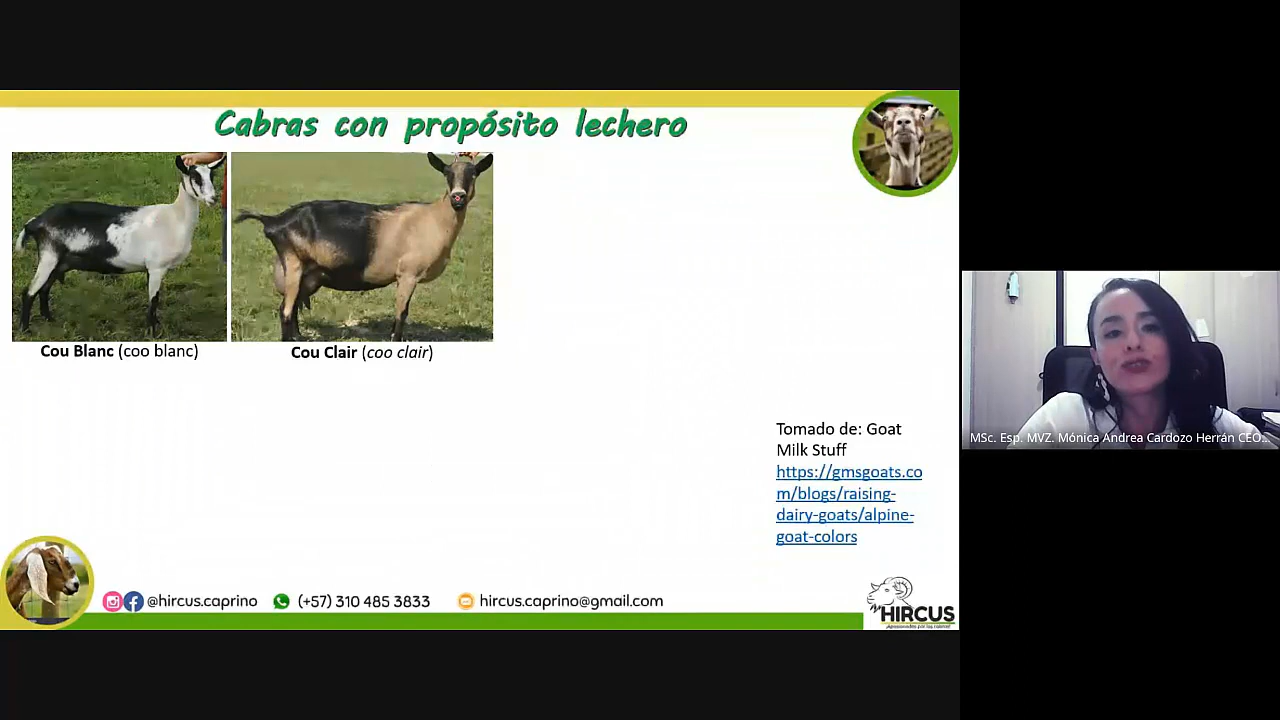 Cabras con propósito lechero
Cou Blanc (coo blanc)
Cou Clair (coo clair)
Tomado de: Goat
Milk Stuff
https://gmsgoats.co
m/blogs/raising-
dairy-goats/alpine-
goat-colors
MSc. Esp. MVZ. Mónica Andrea Cardozo Herrán CEO...
@hircus.caprino
(+57) 310 485 3833
hircus.caprino@gmail.com
HIRCUS